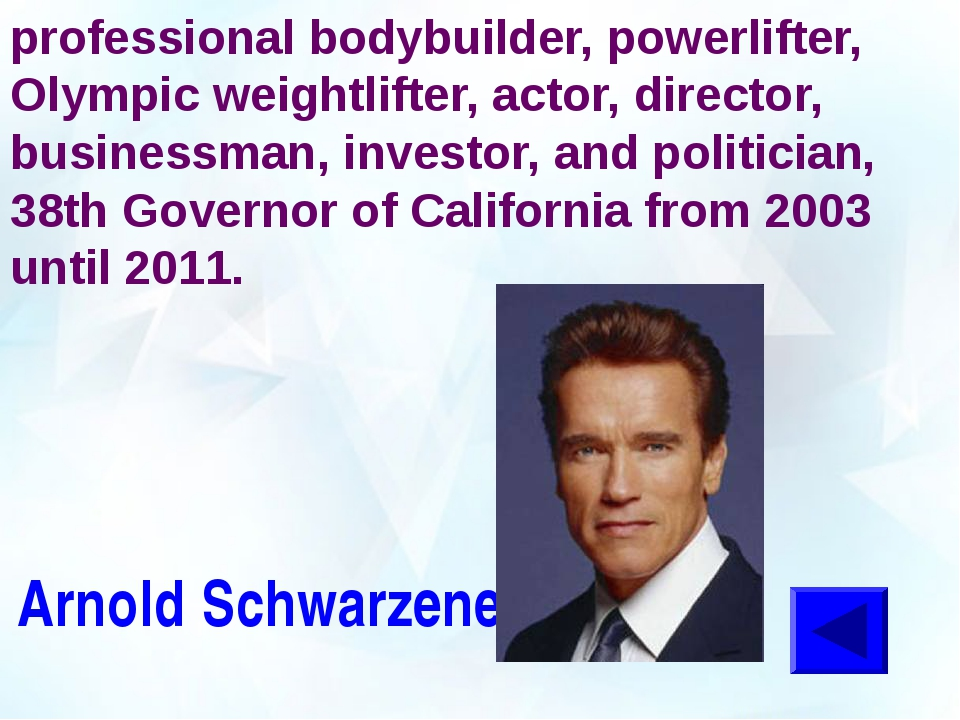 professional bodybuilder, powerlifter,
Olympic weightlifter, actor, director,
businessman, investor, and politician,
38th Governor of California from 2003
until 2011.
Arnold Schwarzene